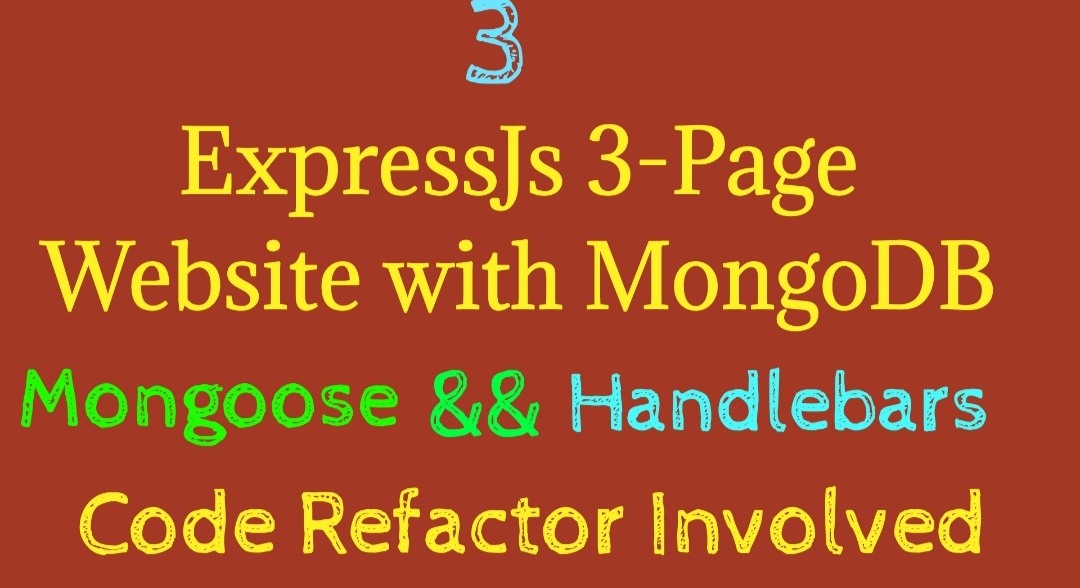 3
ExpressJs 3-Page
Website with MongoDB
Mongoose && Handlebars
Code Refactor Involved